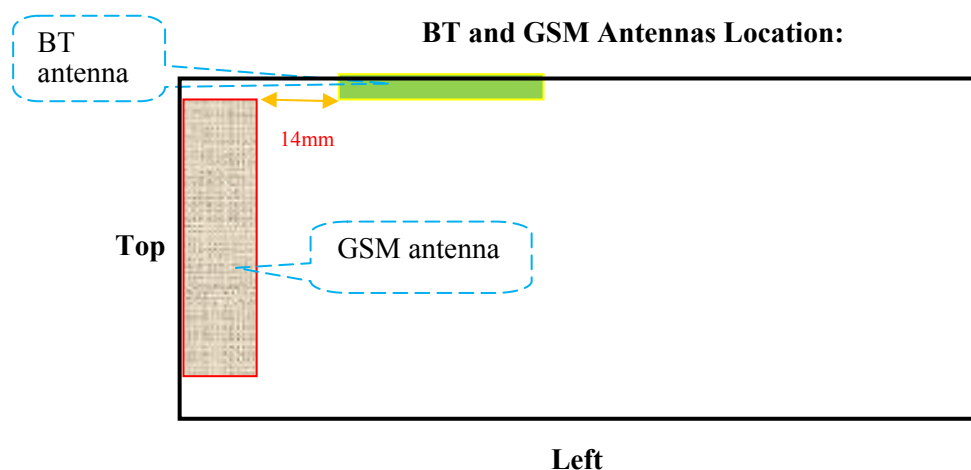 BT and GSM Antennas Location:
BT
antenna
14mm
GSM antenna
Top
Left